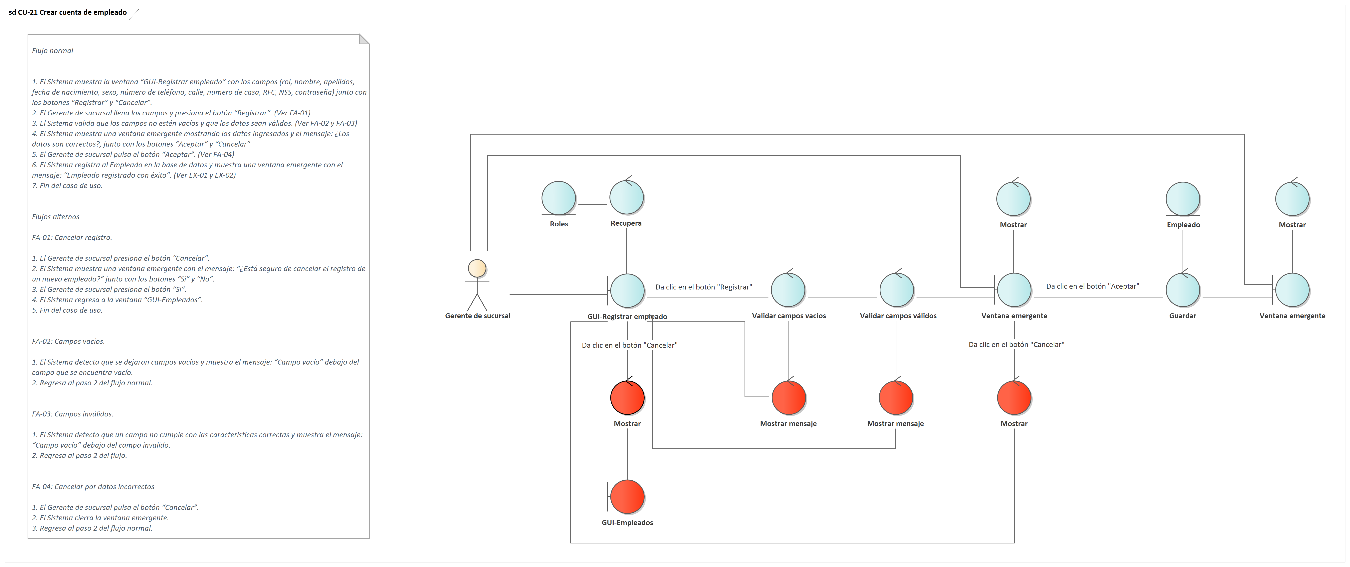 sd CU-21 Crear cuenta de empleado
Flujo normal
1. El Sistema muestra la ventana "GUI-Registrar empleado" con los campos (rol, nombre, apellidos,
fecha de nacimiento, sexo, número de teléfono, calle, numero de casa, RFC, NSS, contraseña) junto con
los botones "Registrar" y "Cancelar".
2. El Gerente de sucursal llena los campos y presiona el botón "Registrar". (Ver FA-01)
3. El Sistema valida que los campos no están vacíos y que los datos sean válidos. (Ver FA-02 y FA-03)
4. El Sistema muestra una ventana emergente mostrando los datos ingresados y el mensaje: ¿Los
datos son correctos?, junto con los botones "Aceptar" y "Cancelar"
5. El Gerente de sucursal pulsa el botón "Aceptar". (Ver FA-04)
6. El Sistema registra al Empleado en la base de datos y muestra una ventana emergente con el
mensaje: "Empleado registrado con éxito". (Ver EX-01 y EX-02)
7. Fin del caso de uso.
Flujos alternos
FA-01: Cancelar registro.
1. El Gerente de sucursal presiona el botón "Cancelar".
2. El Sistema muestra una ventana emergente con el mensaje: "¿Está seguro de cancelar el registro de
un nuevo empleado?" junto con los botones "Si" y "No".
3. El Gerente de sucursal presiona "Si".
4. El Sistema regresa a la ventana "GUI-Empleados".
5. Fin del caso de uso.
FA-02: Campos vacíos.
1. El Sistema detecta que se dejaron campos vacíos y muestra el mensaje: "Campo vacío" debajo del
campo que se encuentra vacío.
2. Regresa al paso 2 del flujo normal.
FA-03: Campos inválidos.
1. El Sistema detecta que un campo no cumple con las características correctas y muestra el mensaje:
"Campo vacío" debajo del campo invalido.
2. Regresa al paso 2 del flujo.
FA-04: Cancelar por datos incorrectos
1. El Gerente de sucursal pulsa el botón "Cancelar".
2. El Sistema cierra la ventana emergente.
3. Regresa al paso 2 del flujo normal.
Roles
Recupera
Mostrar
Empleado
Mostrar
Da clic en el botón "Registrar"
Da clic en el botón "Aceptar"
Gerente de sucursal
GUI-Registrar empleado
Validar campos vacios
Validar campos válidos
Ventana emergente
Guardar
Ventana emergente
Da clic en el botón "Cancelar"
Da clic en el botón "Cancelar"
Mostrar
Mostrar mensaje
Mostrar mensaje
Mostrar
GUI-Empleados